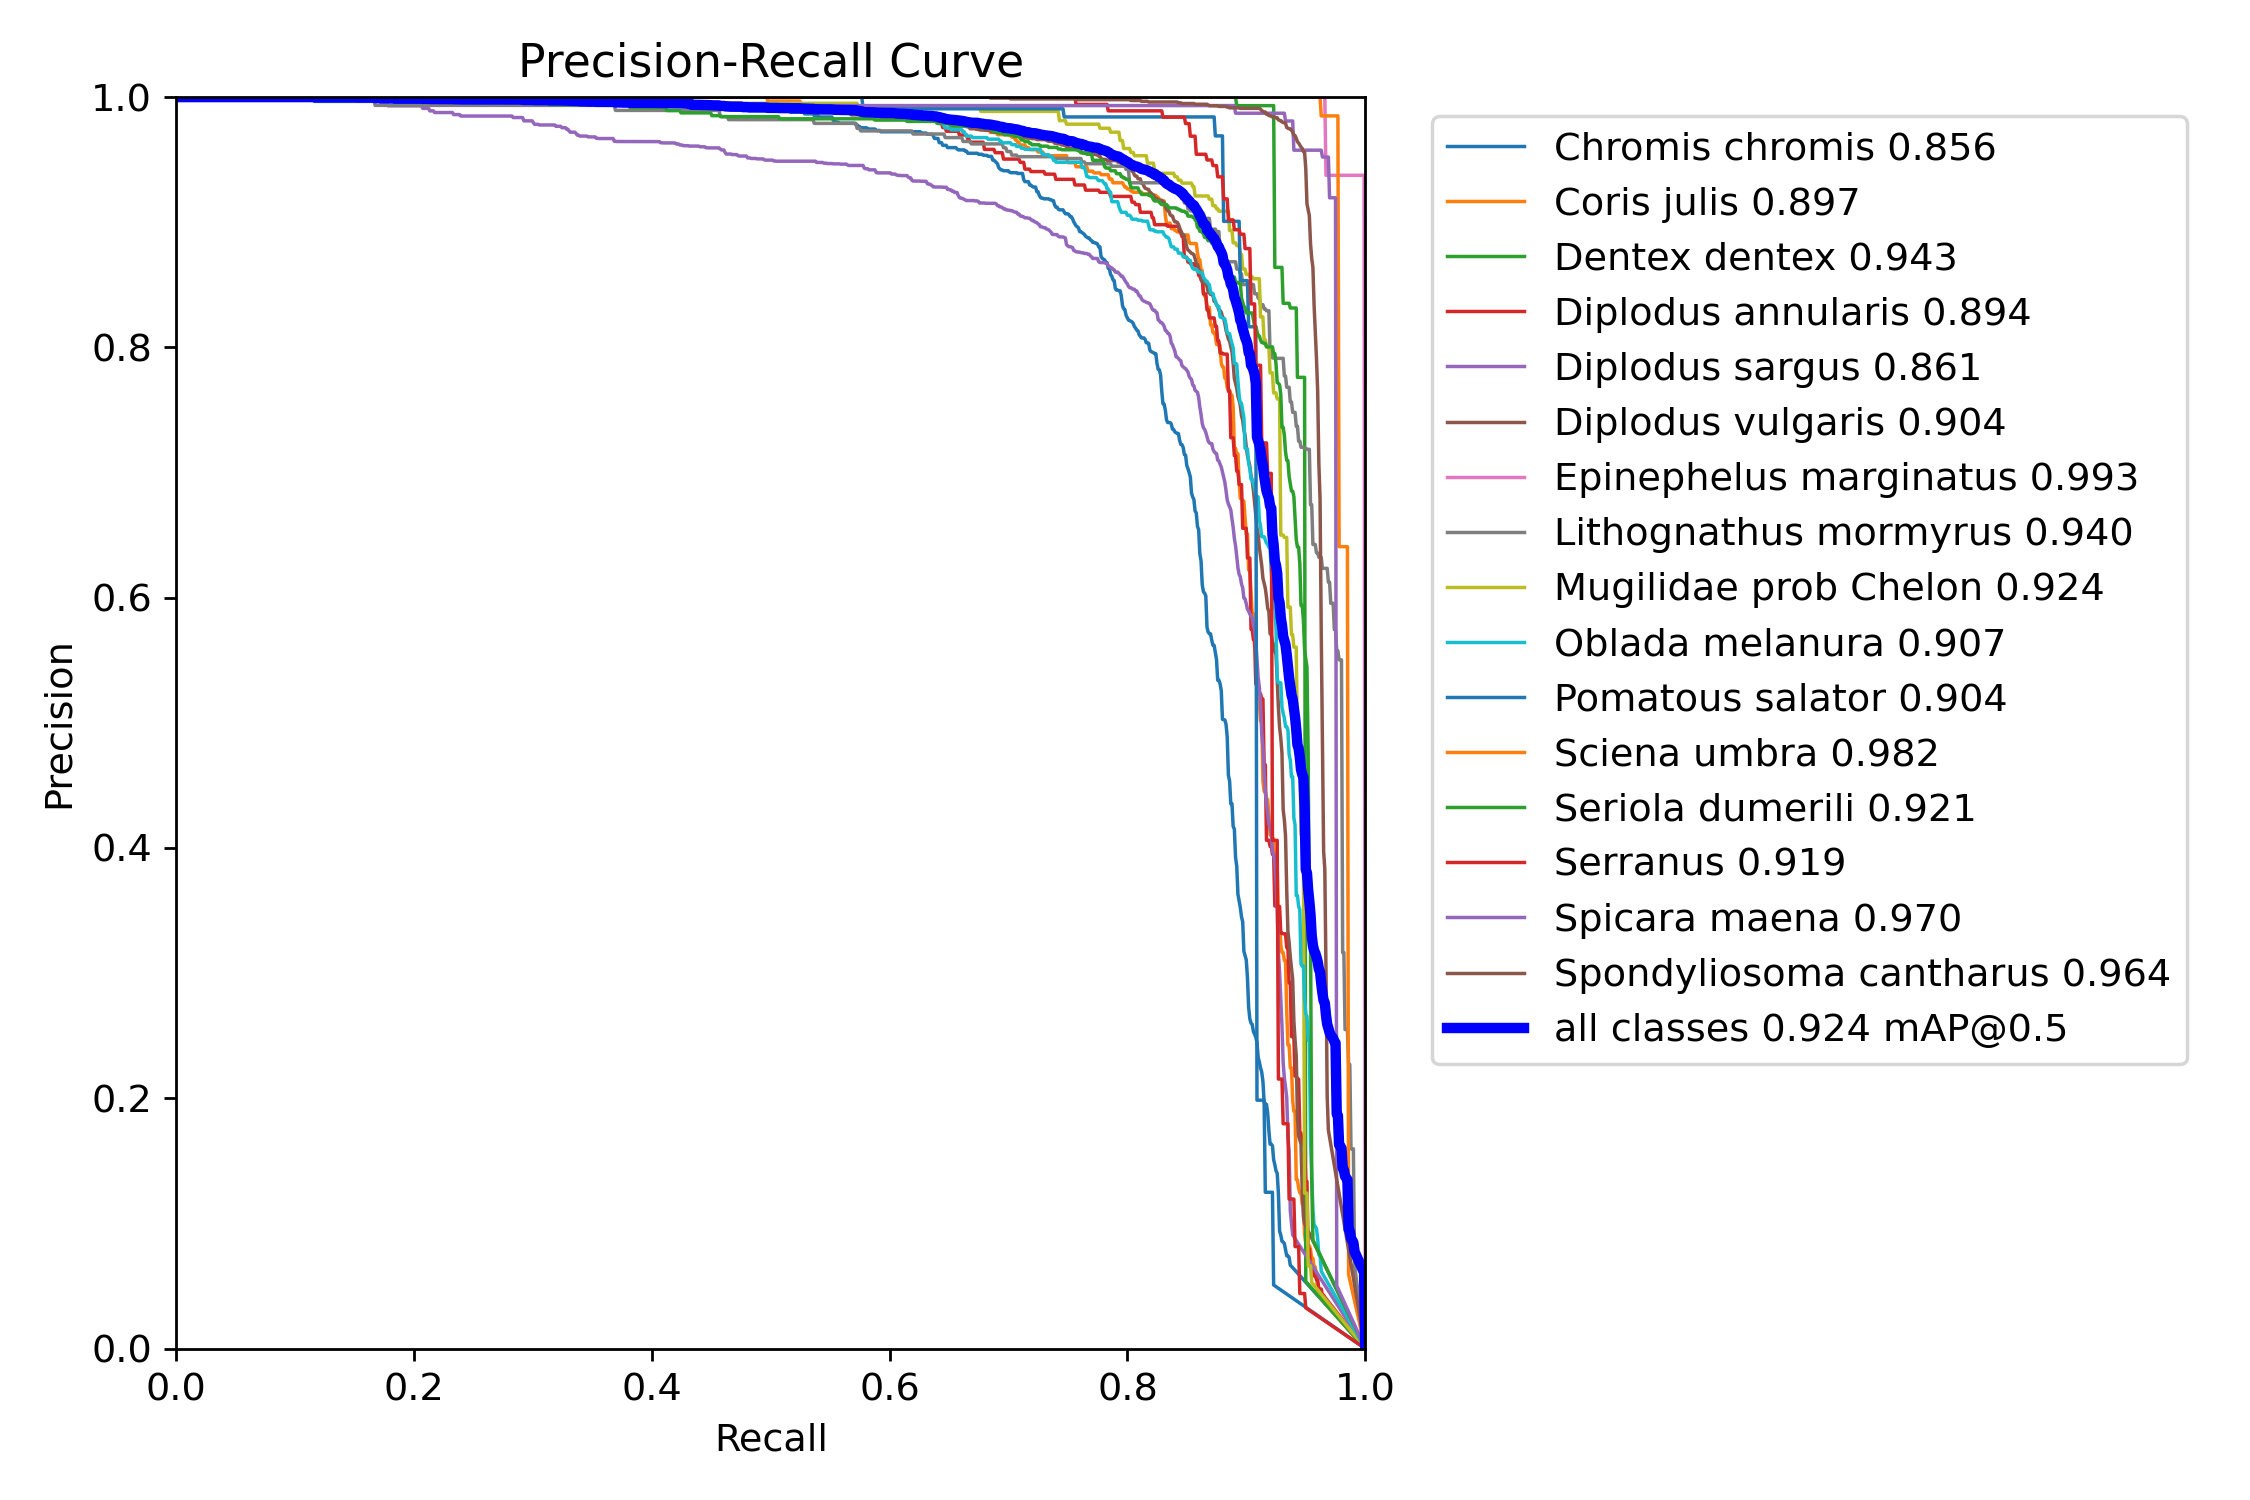 Precision-Recall Curve
1.0
0.8
0.6
0.4
0.2
0.0
Precision
0.0 0.2 0.4 0.6 0.8 1.0
Recall
Chromis chromis 0.856
Coris julis 0.897
Dentex dentex 0.943
Diplodus annularis 0.894
Diplodus sargus 0.861
Diplodus vulgaris 0.904
Epinephelus marginatus 0.993
Lithognathus mormyrus 0.940
Mugilidae prob Chelon 0.924
Oblada melanura 0.907
Pomatous salator 0.904
Sciena umbra 0.982
Seriola dumerili 0.921
Serranus 0.919
Spicara maena 0.970
Spondyliosoma cantharus 0.964
all classes 0.924 mAP@0.5